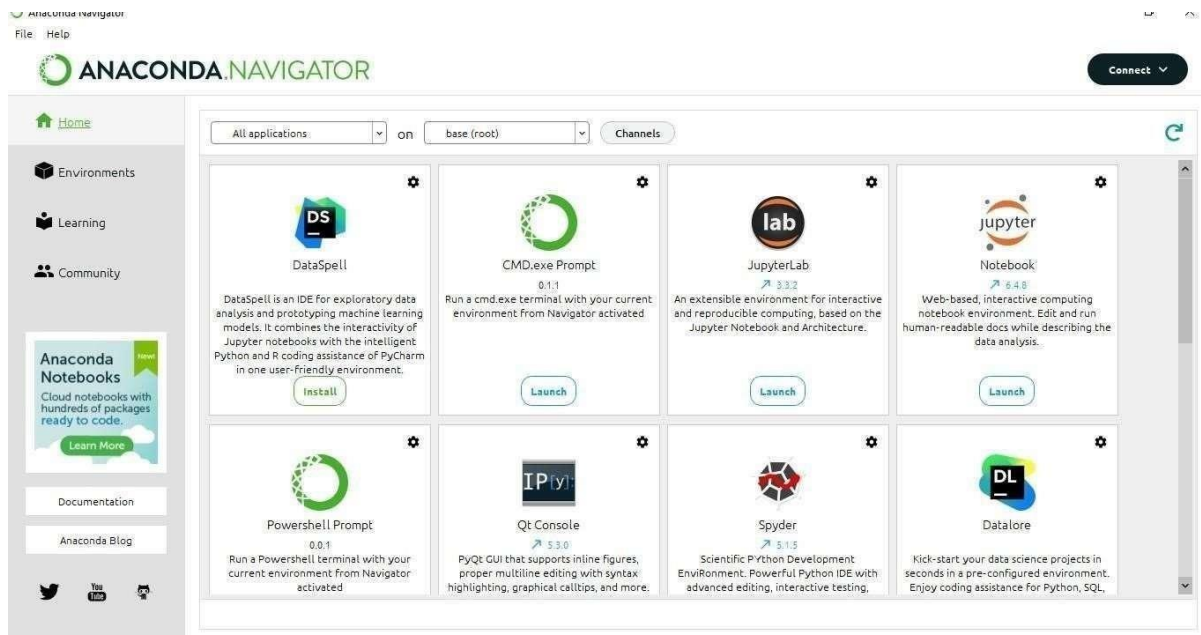 Anaconda Navigator
File Help
ANACONDA.NAVIGATOR
Connect
Home
Environments
Learning
Community
Anaconda
Notebooks
New!
Cloud notebooks with
hundreds of packages
ready to code.
Learn More
Documentation
Anaconda Blog
You
Tube
All applications
on
base (root)
Channels
DS
DataSpell
DataSpell is an IDE for exploratory data
analysis and prototyping machine learning
models. It combines the interactivity of
Jupyter notebooks with the intelligent
Python and R coding assistance of PyCharm
in one user-friendly environment.
Install
CMD.exe Prompt
0.1.1
Run a cmd.exe terminal with your current
environment from Navigator activated
Launch
lab
JupyterLab
3.3.2
An extensible environment for interactive
and reproducible computing, based on the
Jupyter Notebook and Architecture.
Launch
jupyter
Notebook
6.4.8
Web-based, interactive computing
notebook environment. Edit and run
human-readable docs while describing the
data analysis.
Launch
Powershell Prompt
0.0.1
Run a Powershell terminal with your
current environment from Navigator
activated
IP[y]:
Qt Console
5.3.0
PyQt GUI that supports inline figures,
proper multiline editing with syntax
highlighting, graphical calltips, and more.
Spyder
5.1.5
Scientific PYthon Development
EnviRonment. Powerful Python IDE with
advanced editing, interactive testing,
DL
Datalore
Kick-start your data science projects in
seconds in a pre-configured environment.
Enjoy coding assistance for Python, SQL,